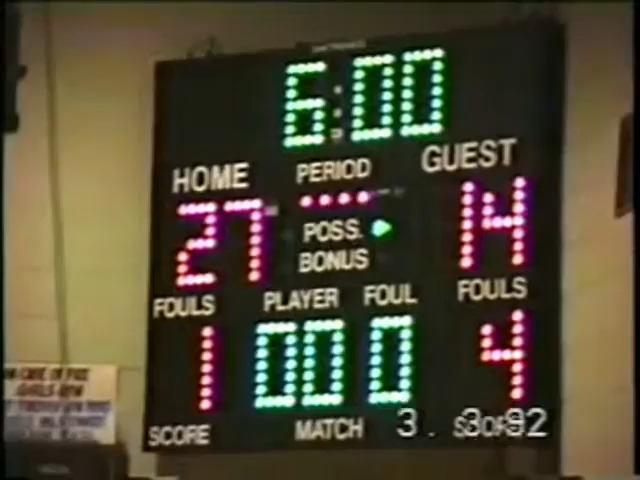 6:00
HOME PERIOD GUEST
27 14
POSS.
BONUS
FOULS PLAYER FOUL FOULS
1 00 0 4
SCORE MATCH
3. 3.92